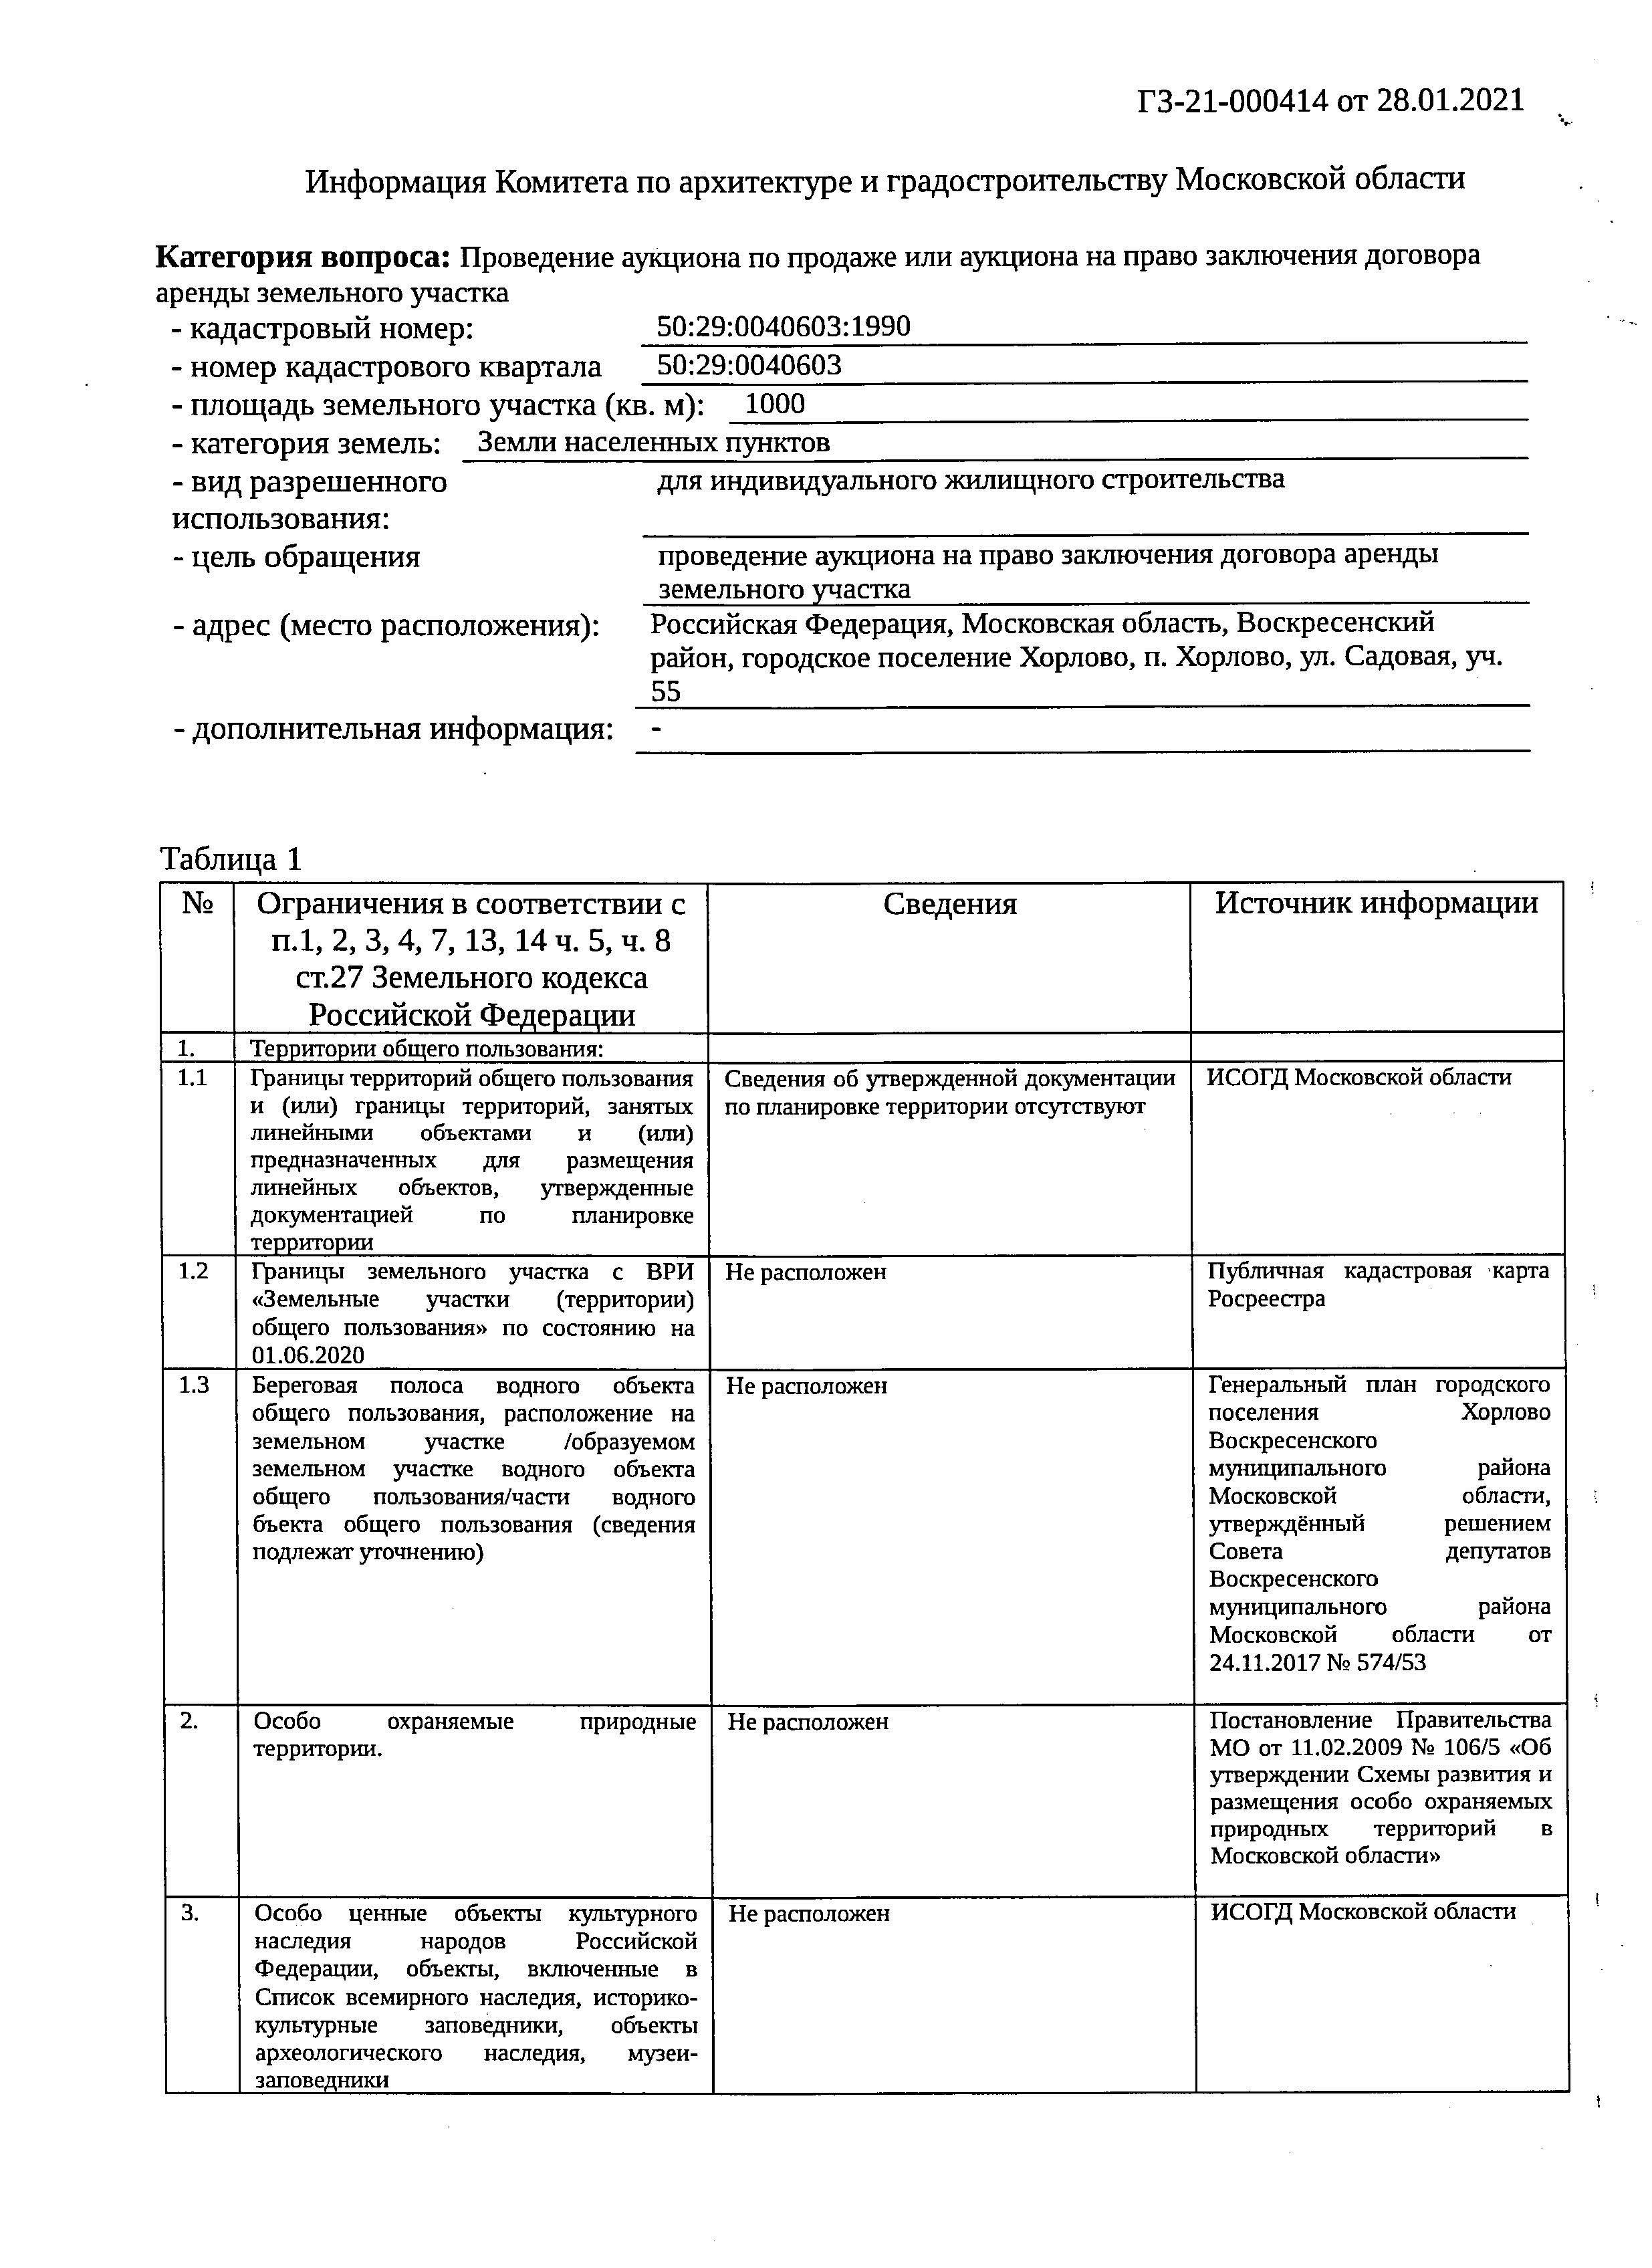 ГЗ-21-000414 от 28.01.2021
Информация Комитета по архитектуре и градостроительству Московской области
Категория вопроса: Проведение аукциона по продаже или аукциона на право заключения договора
аренды земельного участка
- кадастровый номер: 50:29:0040603:1990
- номер кадастрового квартала 50:29:0040603
- площадь земельного участка (кв. м): 1000
- категория земель: Земли населенных пунктов
- вид разрешенного для индивидуального жилищного строительства
использования:
- цель обращения проведение аукциона на право заключения договора аренды
земельного участка
- адрес (место расположения): Российская Федерация, Московская область, Воскресенский
район, городское поселение Хорлово, п. Хорлово, ул. Садовая, уч.
55
- дополнительная информация: -
Таблица 1
№
Ограничения в соответствии с
п.1, 2, 3, 4, 7, 13, 14 ч. 5, ч. 8
ст.27 Земельного кодекса
Российской Федерации
Сведения
Источник информации
1.
Территории общего пользования:
1.1
Границы территорий общего пользования
и (или) границы территорий, занятых
линейными объектами и (или)
предназначенных для размещения
линейных объектов, утвержденные
документацией по планировке
территории
Сведения об утвержденной документации
по планировке территории отсутствуют
ИСОГД Московской области
1.2
Границы земельного участка с ВРИ
«Земельные участки (территории)
общего пользования» по состоянию на
01.06.2020
Не расположен
Публичная кадастровая карта
Росреестра
1.3
Береговая полоса водного объекта
общего пользования, расположение на
земельном участке /образуемом
земельном участке водного объекта
общего пользования/части водного
бъекта общего пользования (сведения
подлежат уточнению)
Не расположен
Генеральный план городского
поселения Хорлово
Воскресенского
муниципального района
Московской области,
утверждённый решением
Совета депутатов
Воскресенского
муниципального района
Московской области от
24.11.2017 № 574/53
2.
Особо охраняемые природные
территории.
Не расположен
Постановление Правительства
МО от 11.02.2009 № 106/5 «Об
утверждении Схемы развития и
размещения особо охраняемых
природных территорий в
Московской области»
3.
Особо ценные объекты культурного
наследия народов Российской
Федерации, объекты, включенные в
Список всемирного наследия, историко-
культурные заповедники, объекты
археологического наследия, музеи-
заповедники
Не расположен
ИСОГД Московской области